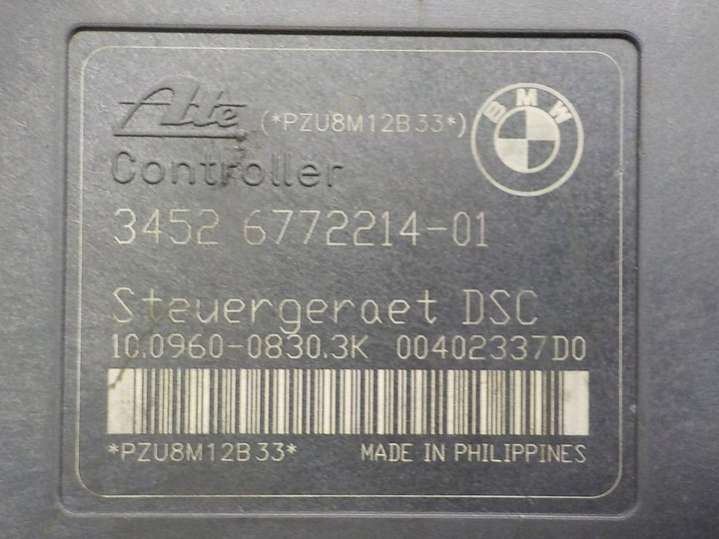 Ate (*PZU8M12B33*)
BMW
Controller
3452 6772214-01
Steuergeraet DSC
10.0960-0830.3K 00402337D0
*PZU8M12B33*
MADE IN PHILIPPINES